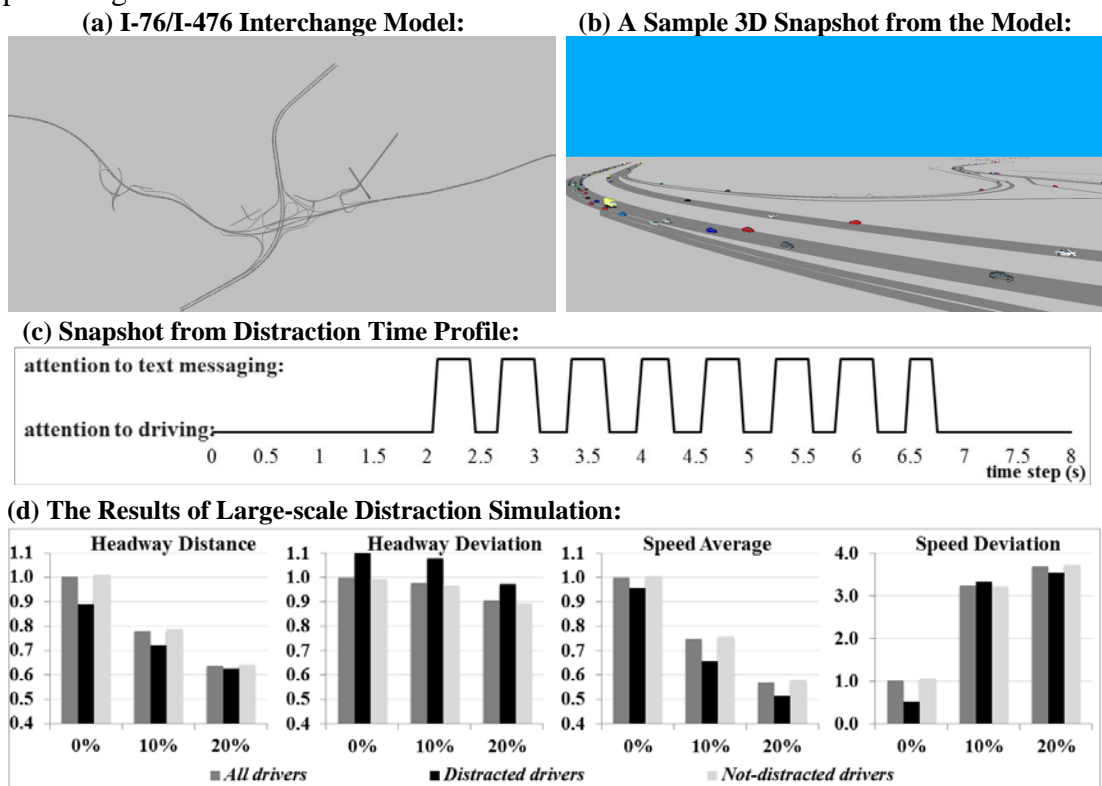 (a) I-76/I-476 Interchange Model:
(b) A Sample 3D Snapshot from the Model:
(c) Snapshot from Distraction Time Profile:
attention to text messaging:
attention to driving:
0 0.5 1 1.5 2 2.5 3 3.5 4 4.5 5 5.5 6 6.5 7 7.5 8
time step (s)
(d) The Results of Large-scale Distraction Simulation:
Headway Distance
1.1
1.0
0.9
0.8
0.7
0.6
0.5
0.4
0% 10% 20%
Headway Deviation
1.1
1.0
0.9
0.8
0.7
0.6
0.5
0.4
0% 10% 20%
Speed Average
1.1
1.0
0.9
0.8
0.7
0.6
0.5
0.4
0% 10% 20%
Speed Deviation
4.0
3.0
2.0
1.0
0.0
0% 10% 20%
All drivers Distracted drivers Not-distracted drivers